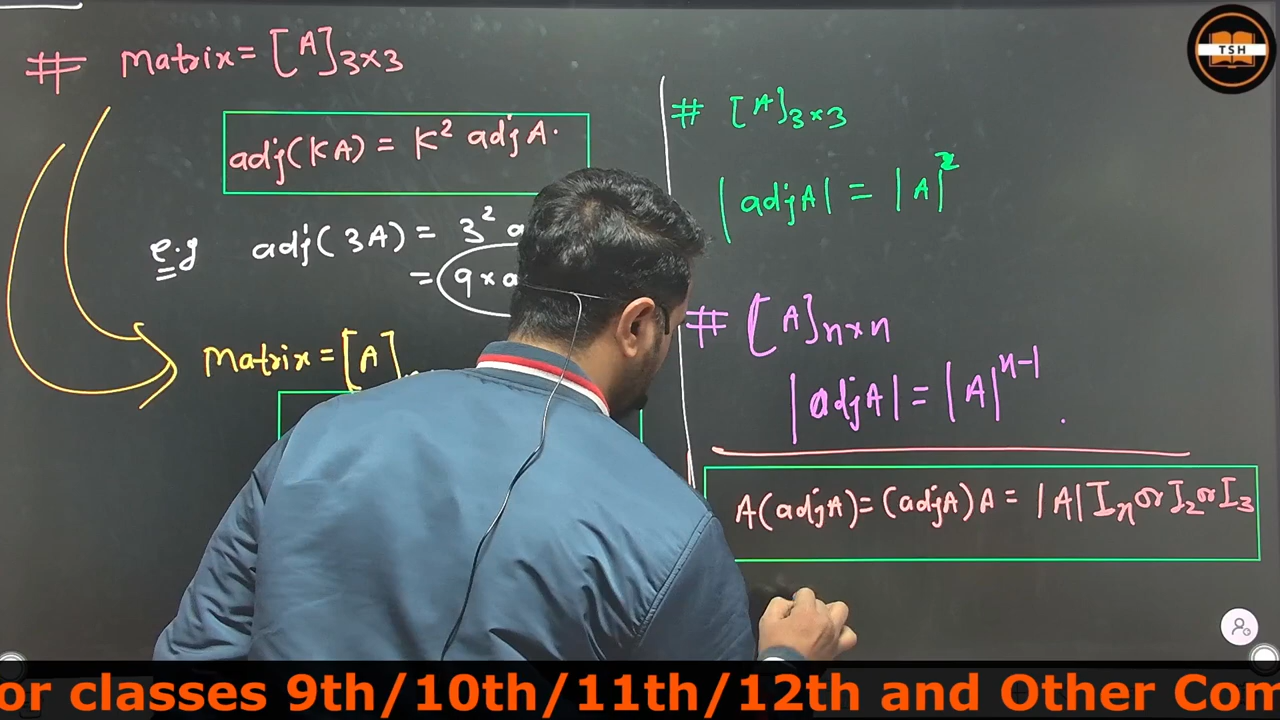 # Matrix = [A]3×3
adj(KA) = K² adjA.
e.g adj(3A) = 3²
= 9×
Matrix = [A]
# [A]3×3
|adjA| = |A|²
# [A]n×n
|adjA| = |A|ⁿ⁻¹.
A(adjA) = (adjA)A = |A| In or I2 or I3
TSH
or classes 9th/10th/11th/12th and Other Com